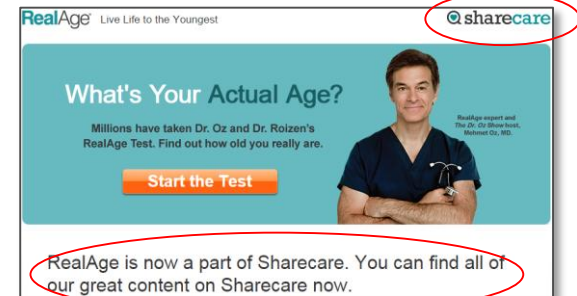 RealAge Live Life to the Youngest
sharecare
What's Your Actual Age?
Millions have taken Dr. Oz and Dr. Roizen's
RealAge Test. Find out how old you really are.
Start the Test
RealAge expert and
The Dr. Oz Show host,
Mehmet Oz, MD.
RealAge is now a part of Sharecare. You can find all of
our great content on Sharecare now.